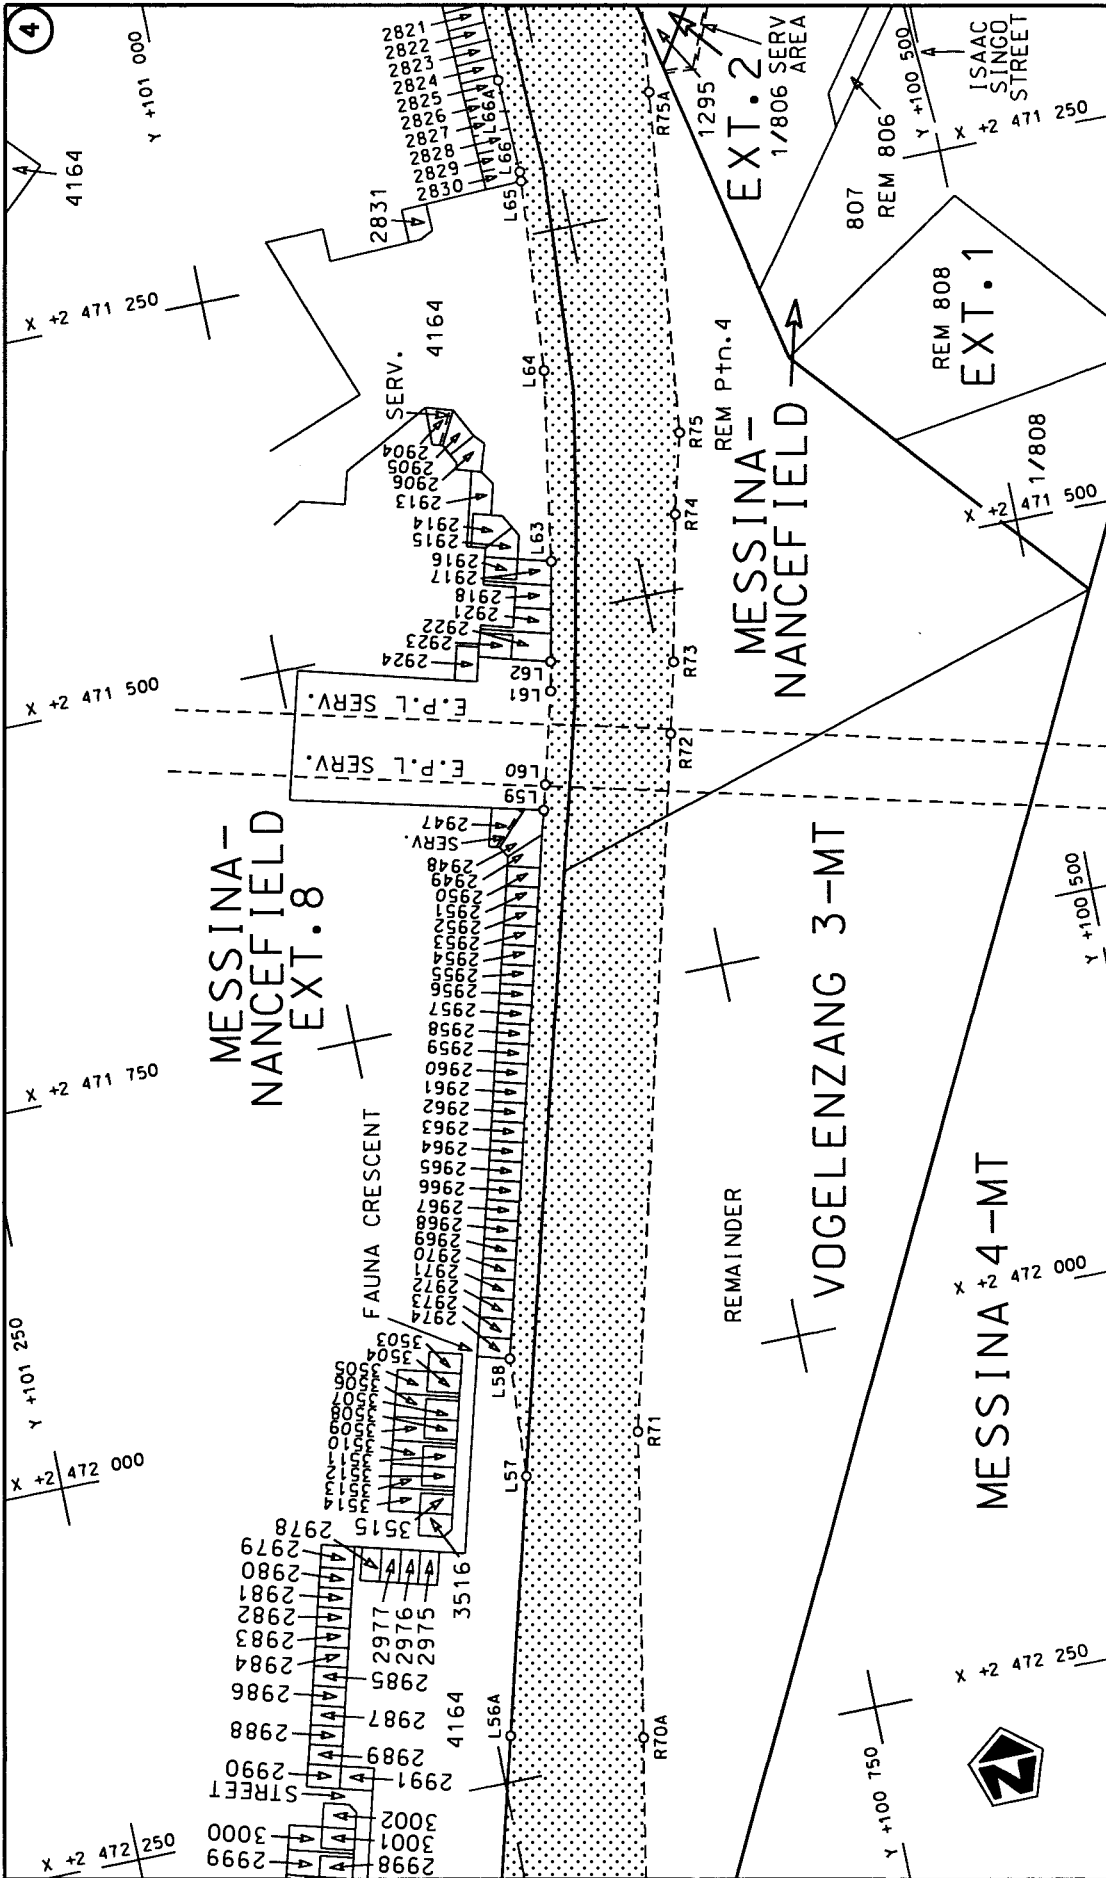 4
Y +101 000
4164
X +2 471 250
2821
2822
2823
2824
2825
2826
2827
2828
2829
2830
2831
L66A
L66
L65
L64
4164
SERV.
2904
2905
2906
2913
2914
2915
2916
2917
2918
2921
2922
2923
2924
L63
L62
L61
L60
L59
X +2 471 500
E.P.L SERV.
E.P.L SERV.
MESSINA-
NANCEFIELD
EXT.8
2947
SERV.
2948
2949
2950
2951
2952
2953
2954
2955
2956
2957
2958
2959
2960
2961
2962
2963
2964
2965
2966
2967
2968
2969
2970
2971
2972
2973
2974
X +2 471 750
FAUNA CRESCENT
Y +101 250
X +2 472 000
3503
3504
3505
3506
3507
3508
3509
3510
3511
3512
3513
3514
3515
3516
L58
L57
L56A
2978
2979
2980
2981
2982
2983
2984
2977
2976
2975
2985
2986
2987
2988
2989
2990
2991
4164
STREET
3002
3000
3001
2999
2998
X +2 472 250
R75A
R75
R74
R73
R72
R71
R70A
1295
EXT.2
1/806 SERV
AREA
ISAAC
SINGO
STREET
Y +100 500
X +2 471 250
REM 806
807
REM 808
EXT.1
1/808
X +2 471 500
REM Ptn.4
MESSINA-
NANCEFIELD
VOGELENZANG 3-MT
REMAINDER
Y +100 500
MESSINA 4-MT
X +2 472 000
X +2 472 250
Y +100 750
N